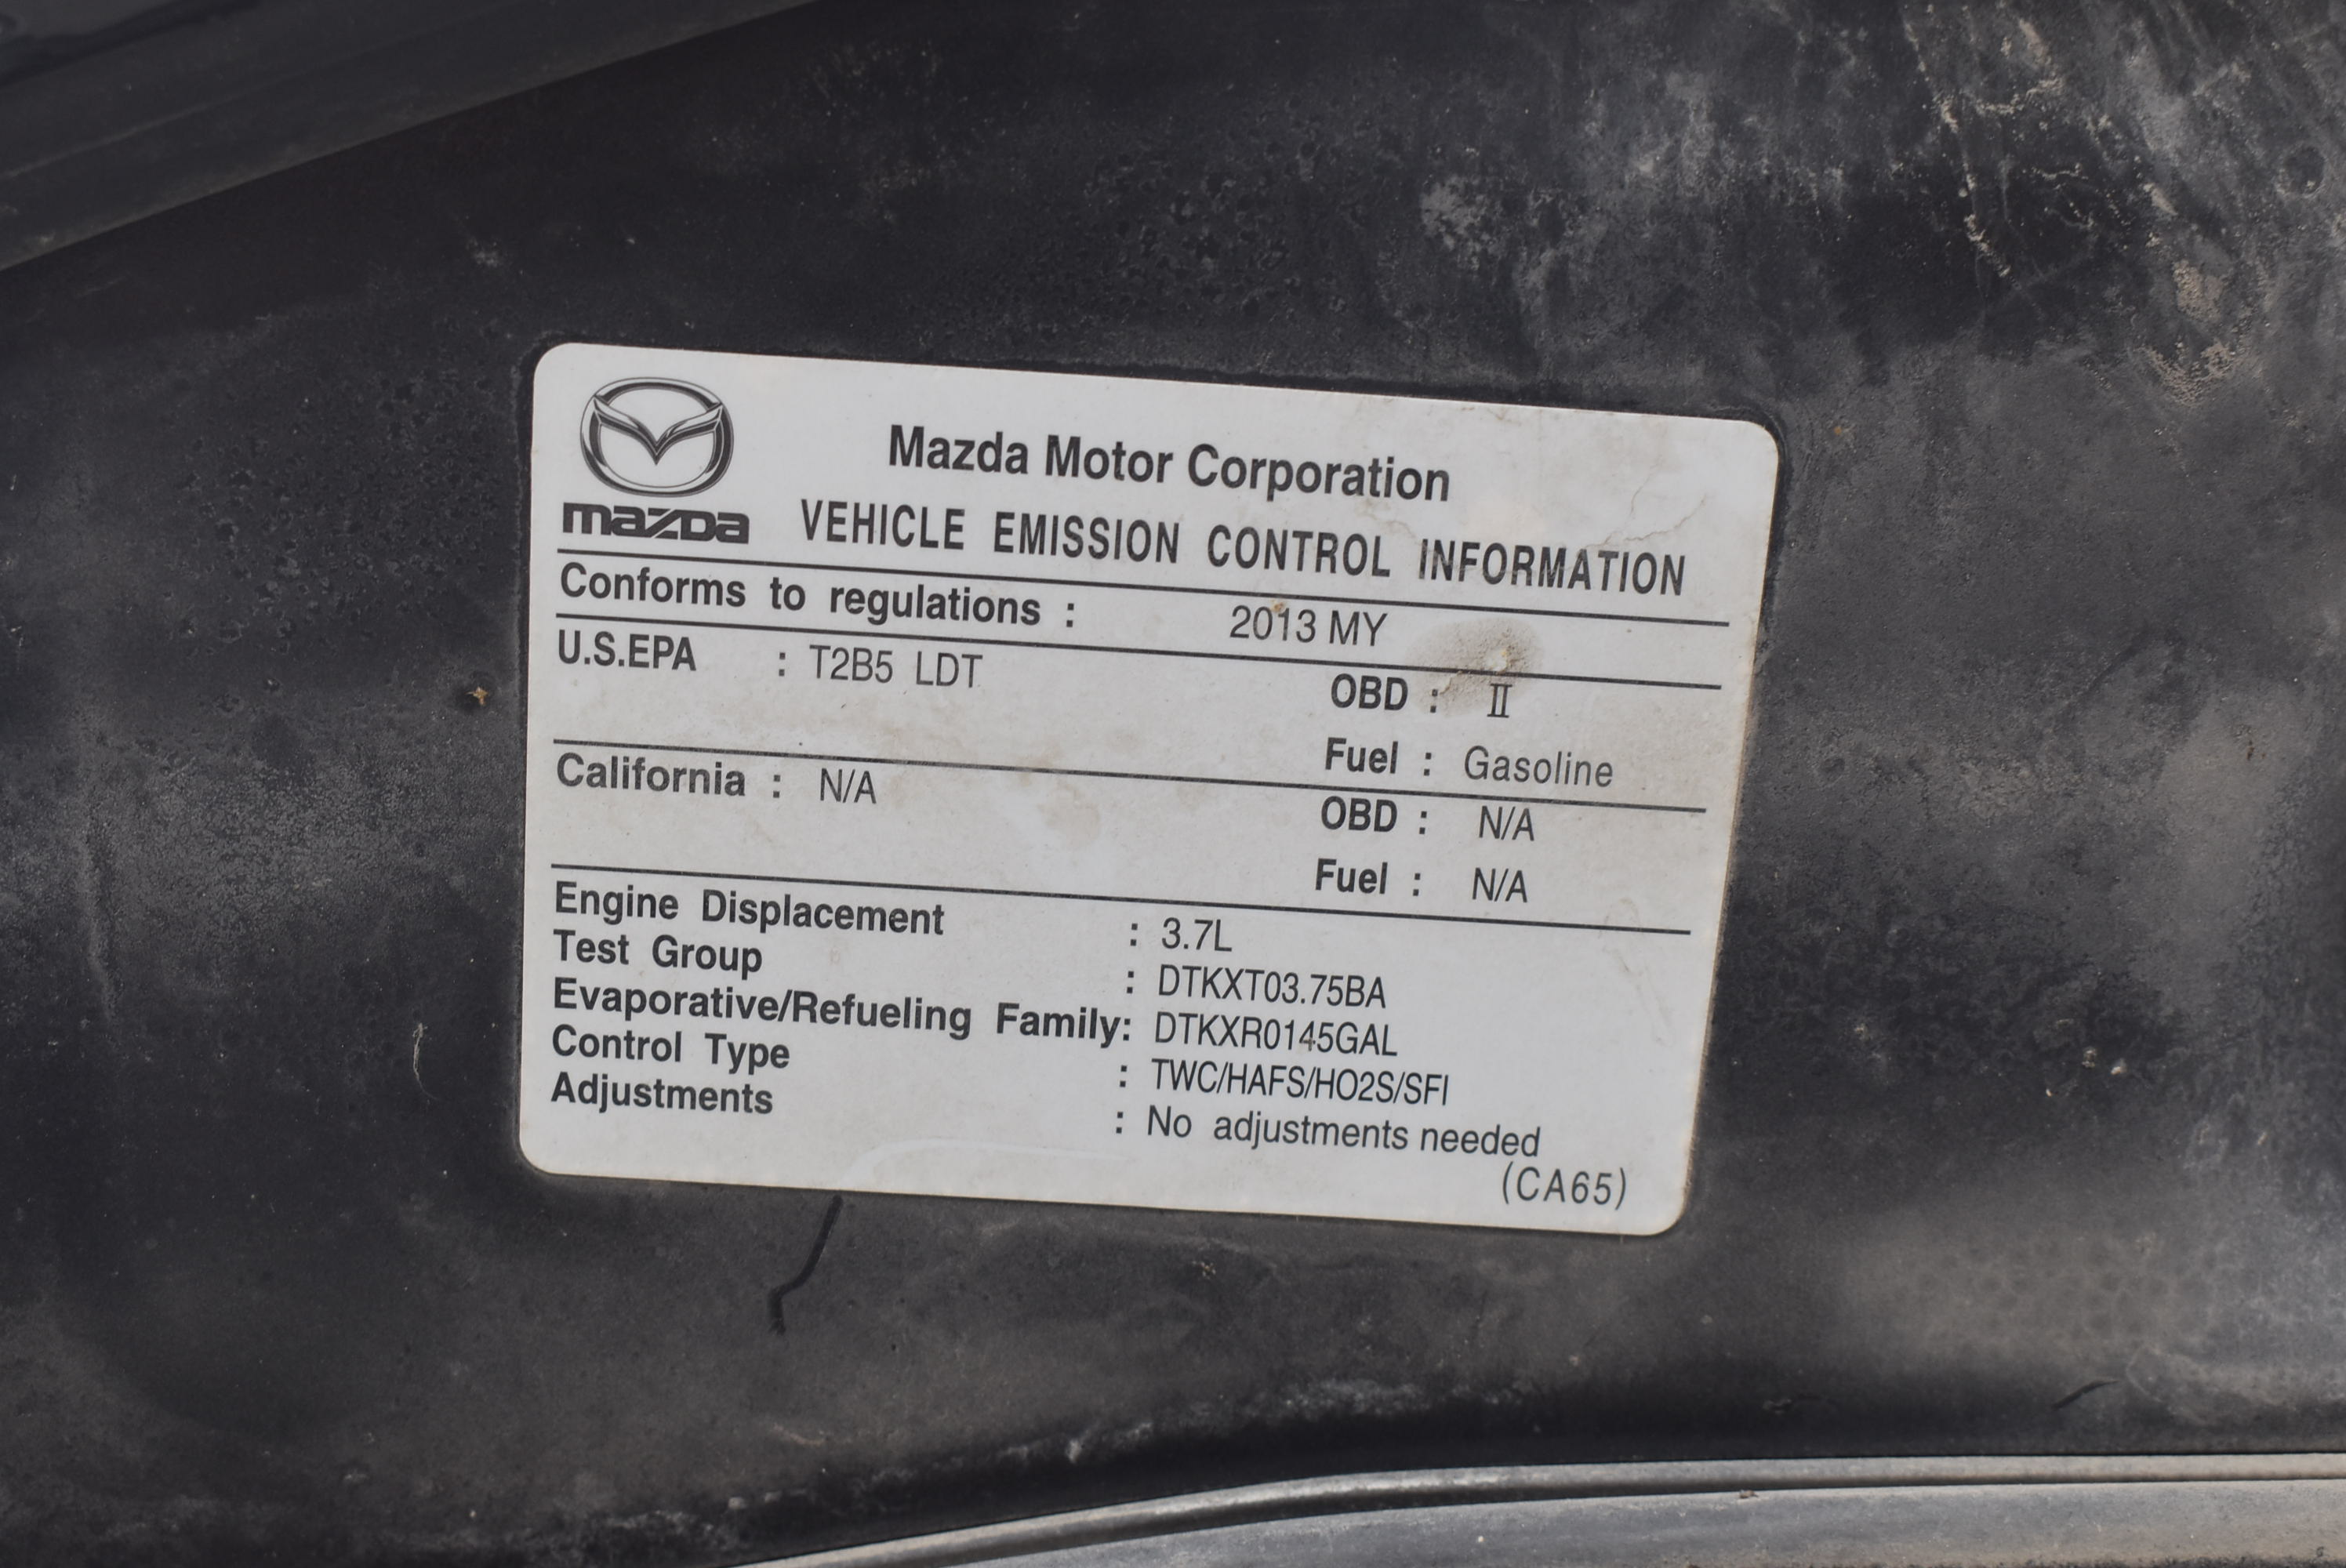 Mazda Motor Corporation
mazda VEHICLE EMISSION CONTROL INFORMATION
Conforms to regulations : 2013 MY
U.S.EPA : T2B5 LDT OBD : II
Fuel : Gasoline
California : N/A OBD : N/A
Fuel : N/A
Engine Displacement : 3.7L
Test Group : DTKXT03.75BA
Evaporative/Refueling Family: DTKXR0145GAL
Control Type : TWC/HAFS/HO2S/SFI
Adjustments : No adjustments needed
(CA65)